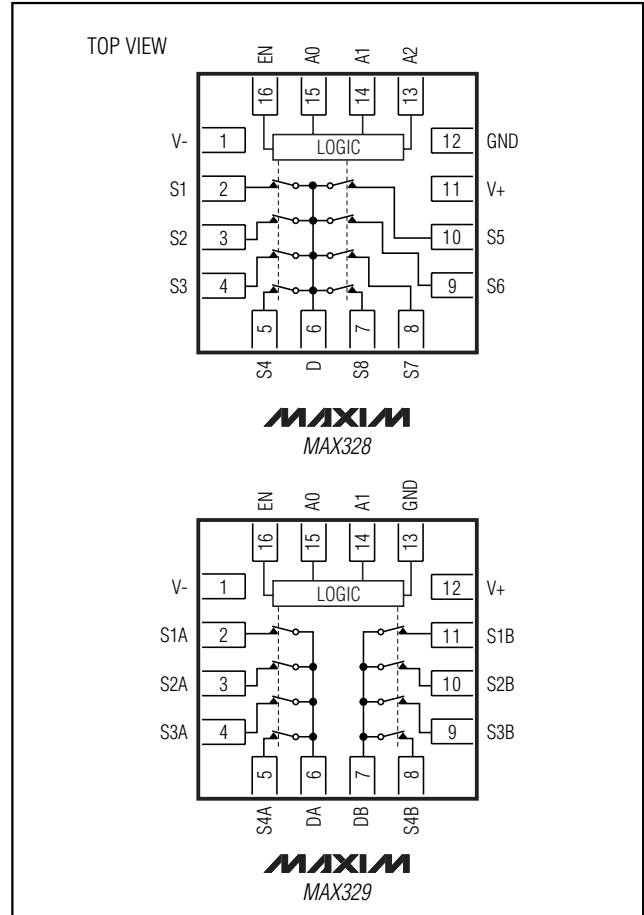 TOP VIEW
EN A0 A1 A2
16 15 14 13
V- 1 LOGIC 12 GND
S1 2 11 V+
S2 3 10 S5
S3 4 9 S6
5 6 7 8
S4 D S8 S7
MAXIM
MAX328
EN A0 A1 GND
16 15 14 13
V- 1 LOGIC 12 V+
S1A 2 11 S1B
S2A 3 10 S2B
S3A 4 9 S3B
5 6 7 8
S4A DA DB S4B
MAXIM
MAX329